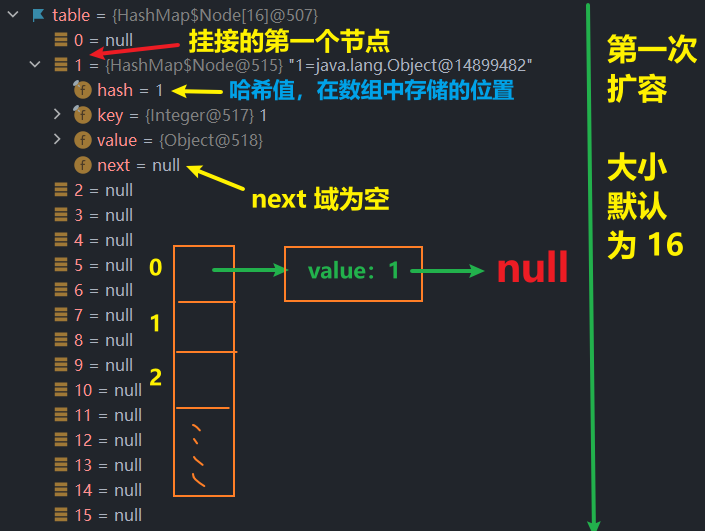 table = {HashMap$Node[16]@507}
0 = null
挂接的第一个节点
1 = {HashMap$Node@515} "1=java.lang.Object@14899482"
f hash = 1
哈希值，在数组中存储的位置
f key = {Integer@517} 1
f value = {Object@518}
f next = null
next 域为空
2 = null
3 = null
4 = null
5 = null
6 = null
7 = null
8 = null
9 = null
10 = null
11 = null
12 = null
13 = null
14 = null
15 = null
0
value：1
null
1
2
第一次
扩容
大小
默认
为 16